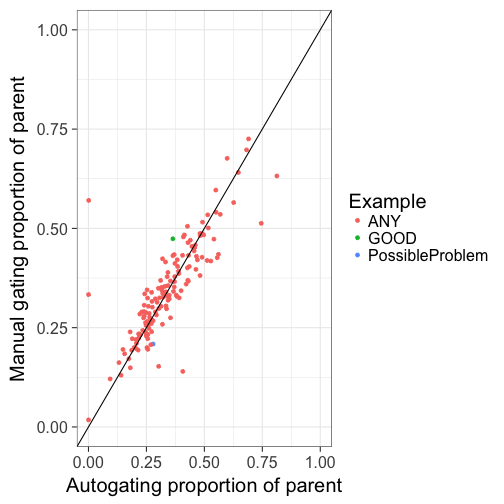 Manual gating proportion of parent
1.00
0.75
0.50
0.25
0.00
0.00 0.25 0.50 0.75 1.00
Autogating proportion of parent
Example
ANY
GOOD
PossibleProblem